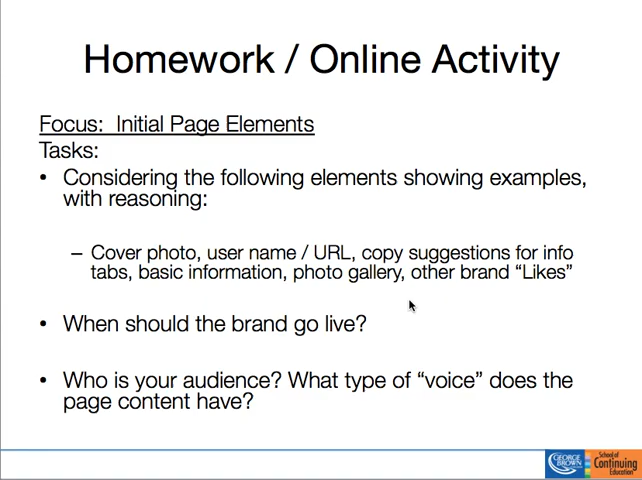 Homework / Online Activity
Focus:  Initial Page Elements
Tasks:
• Considering the following elements showing examples,
with reasoning:
– Cover photo, user name / URL, copy suggestions for info
tabs, basic information, photo gallery, other brand “Likes”
• When should the brand go live?
• Who is your audience? What type of “voice” does the
page content have?
GEORGE
BROWN
School of
Continuing
Education